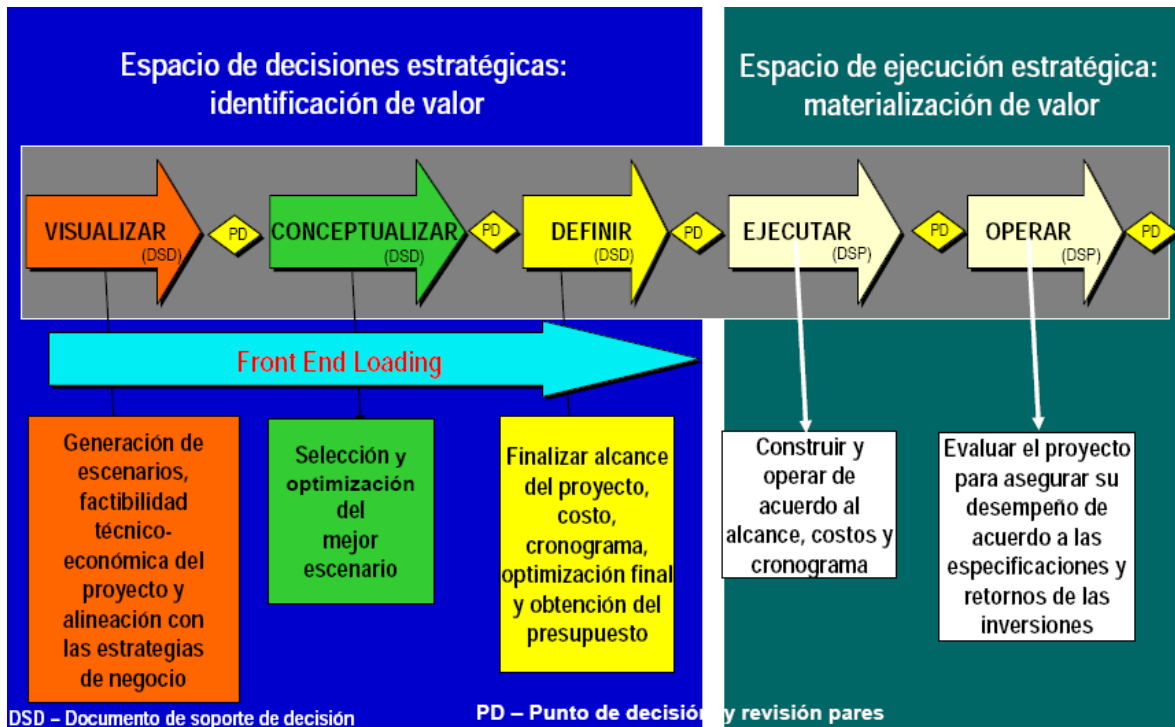 Espacio de decisiones estratégicas:
identificación de valor
Espacio de ejecución estratégica:
materialización de valor
VISUALIZAR
(DSD)
PD
CONCEPTUALIZAR
(DSD)
PD
DEFINIR
(DSD)
PD
EJECUTAR
(DSP)
PD
OPERAR
(DSP)
PD
Front End Loading
Generación de
escenarios,
factibilidad
técnico-
económica del
proyecto y
alineación con
las estrategias
de negocio
Selección y
optimización
del
mejor
escenario
Finalizar alcance
del proyecto,
costo,
cronograma,
optimización final
y obtención del
presupuesto
Construir y
operar de
acuerdo al
alcance, costos y
cronograma
Evaluar el proyecto
para asegurar su
desempeño de
acuerdo a las
especificaciones y
retornos de las
inversiones
DSD – Documento de soporte de decisión
PD – Punto de decisión y revisión pares